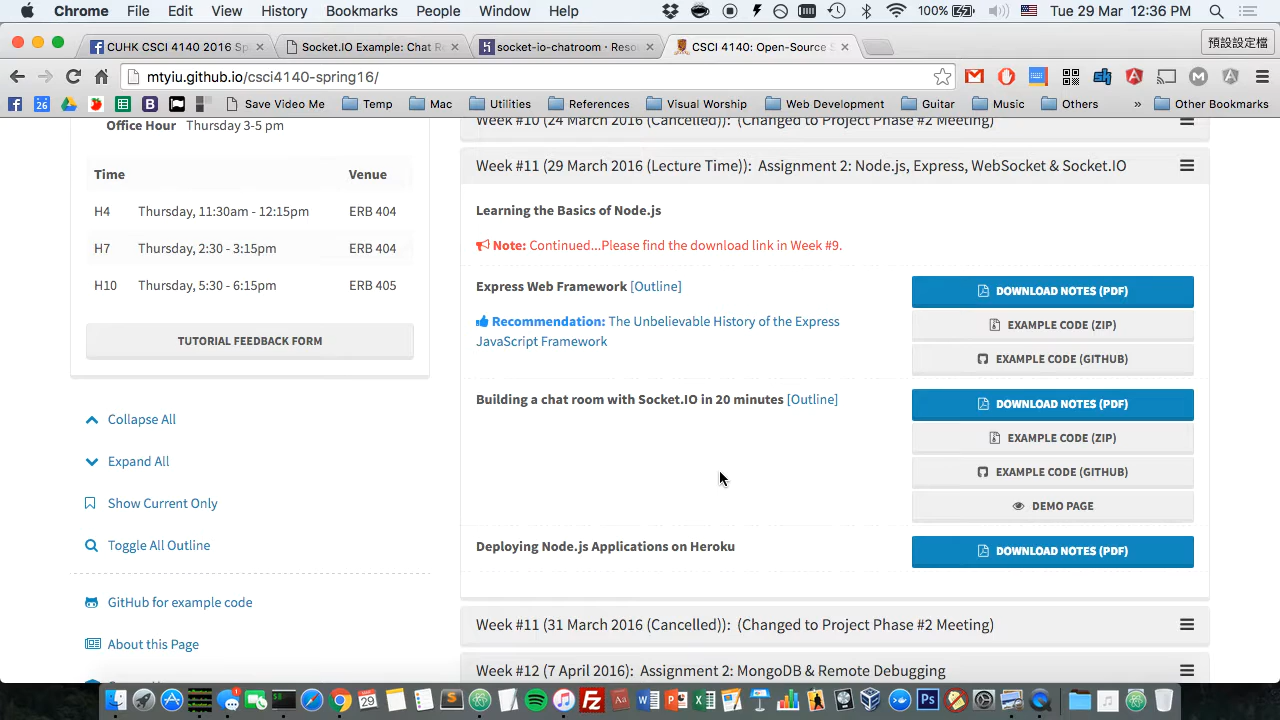 Chrome File Edit View History Bookmarks People Window Help 100% Tue 29 Mar 12:36 PM
CUHK CSCI 4140 2016 Sp × Socket.IO Example: Chat R × socket-io-chatroom · Resou × CSCI 4140: Open-Source S × 預設設定檔
mtyiu.github.io/csci4140-spring16/
Save Video Me Temp Mac Utilities References Visual Worship Web Development Guitar Music Others » Other Bookmarks
Office Hour Thursday 3-5 pm
Time Venue
H4 Thursday, 11:30am - 12:15pm ERB 404
H7 Thursday, 2:30 - 3:15pm ERB 404
H10 Thursday, 5:30 - 6:15pm ERB 405
TUTORIAL FEEDBACK FORM
Collapse All
Expand All
Show Current Only
Toggle All Outline
GitHub for example code
About this Page
Week #10 (24 March 2016 (Cancelled)): (Changed to Project Phase #2 Meeting)
Week #11 (29 March 2016 (Lecture Time)): Assignment 2: Node.js, Express, WebSocket & Socket.IO
Learning the Basics of Node.js
Note: Continued...Please find the download link in Week #9.
Express Web Framework [Outline]
Recommendation: The Unbelievable History of the Express
JavaScript Framework
DOWNLOAD NOTES (PDF)
EXAMPLE CODE (ZIP)
EXAMPLE CODE (GITHUB)
Building a chat room with Socket.IO in 20 minutes [Outline]
DOWNLOAD NOTES (PDF)
EXAMPLE CODE (ZIP)
EXAMPLE CODE (GITHUB)
DEMO PAGE
Deploying Node.js Applications on Heroku
DOWNLOAD NOTES (PDF)
Week #11 (31 March 2016 (Cancelled)): (Changed to Project Phase #2 Meeting)
Week #12 (7 April 2016): Assignment 2: MongoDB & Remote Debugging